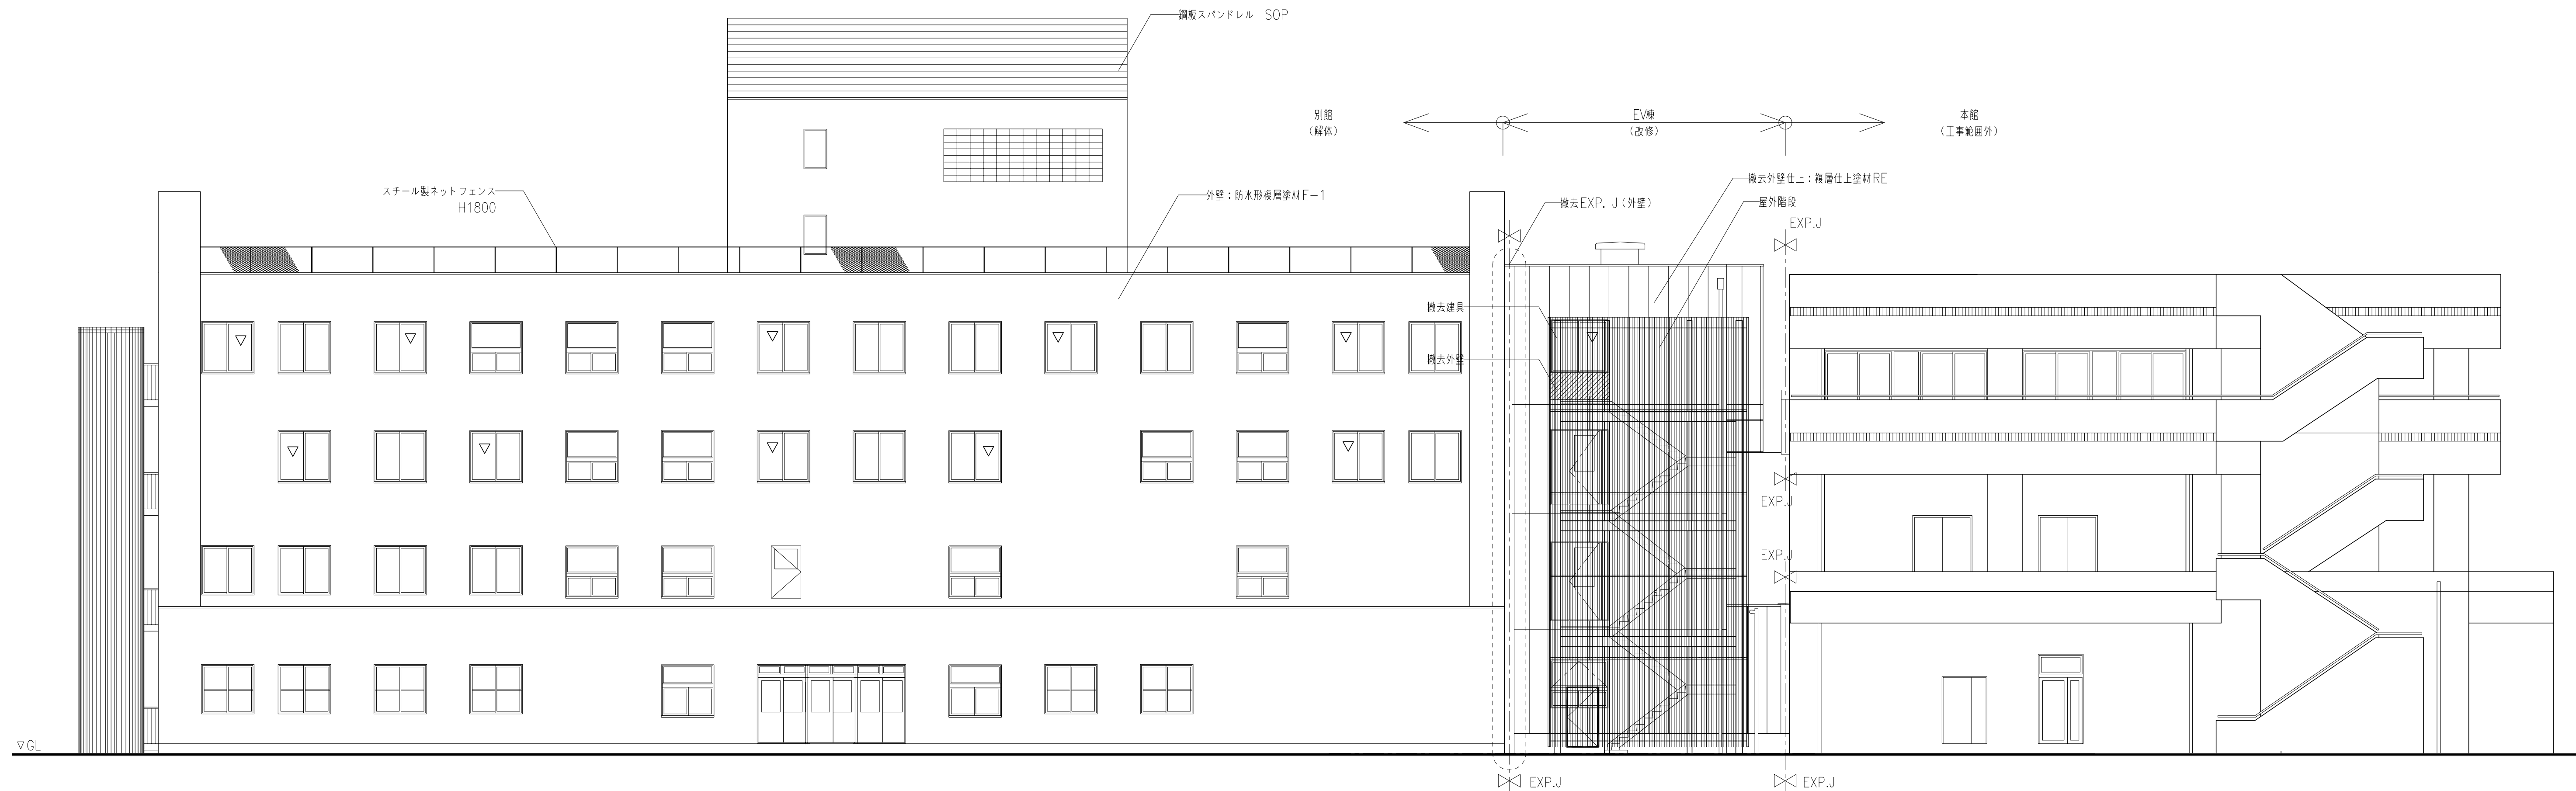 鋼板スパンドレル SOP
別館
（解体）
EV棟
（改修）
本館
（工事範囲外）
スチール製ネットフェンス
H1800
外壁：防水形複層塗材E－1
撤去外壁仕上：複層仕上塗材RE
撤去EXP．J（外壁）
屋外階段
EXP.J
撤去建具
撤去外壁
EXP.J
EXP.J
▽GL
EXP.J
EXP.J